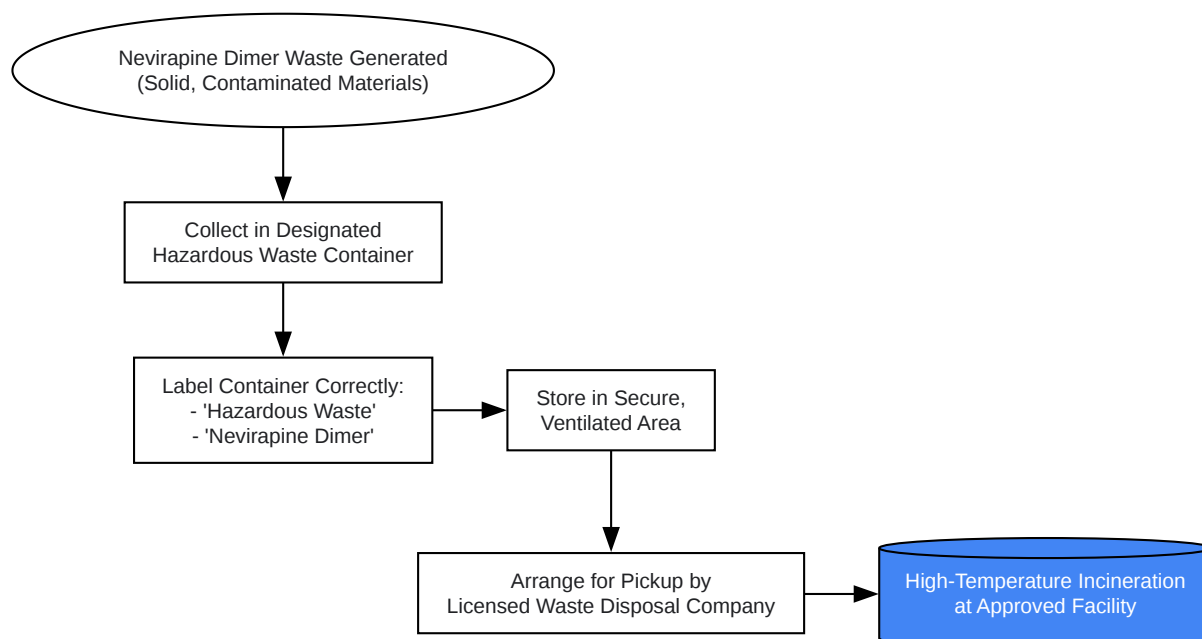 Nevirapine Dimer Waste Generated
(Solid, Contaminated Materials)
Collect in Designated
Hazardous Waste Container
Label Container Correctly:
- 'Hazardous Waste'
- 'Nevirapine Dimer'
Store in Secure,
Ventilated Area
Arrange for Pickup by
Licensed Waste Disposal Company
High-Temperature Incineration
at Approved Facility